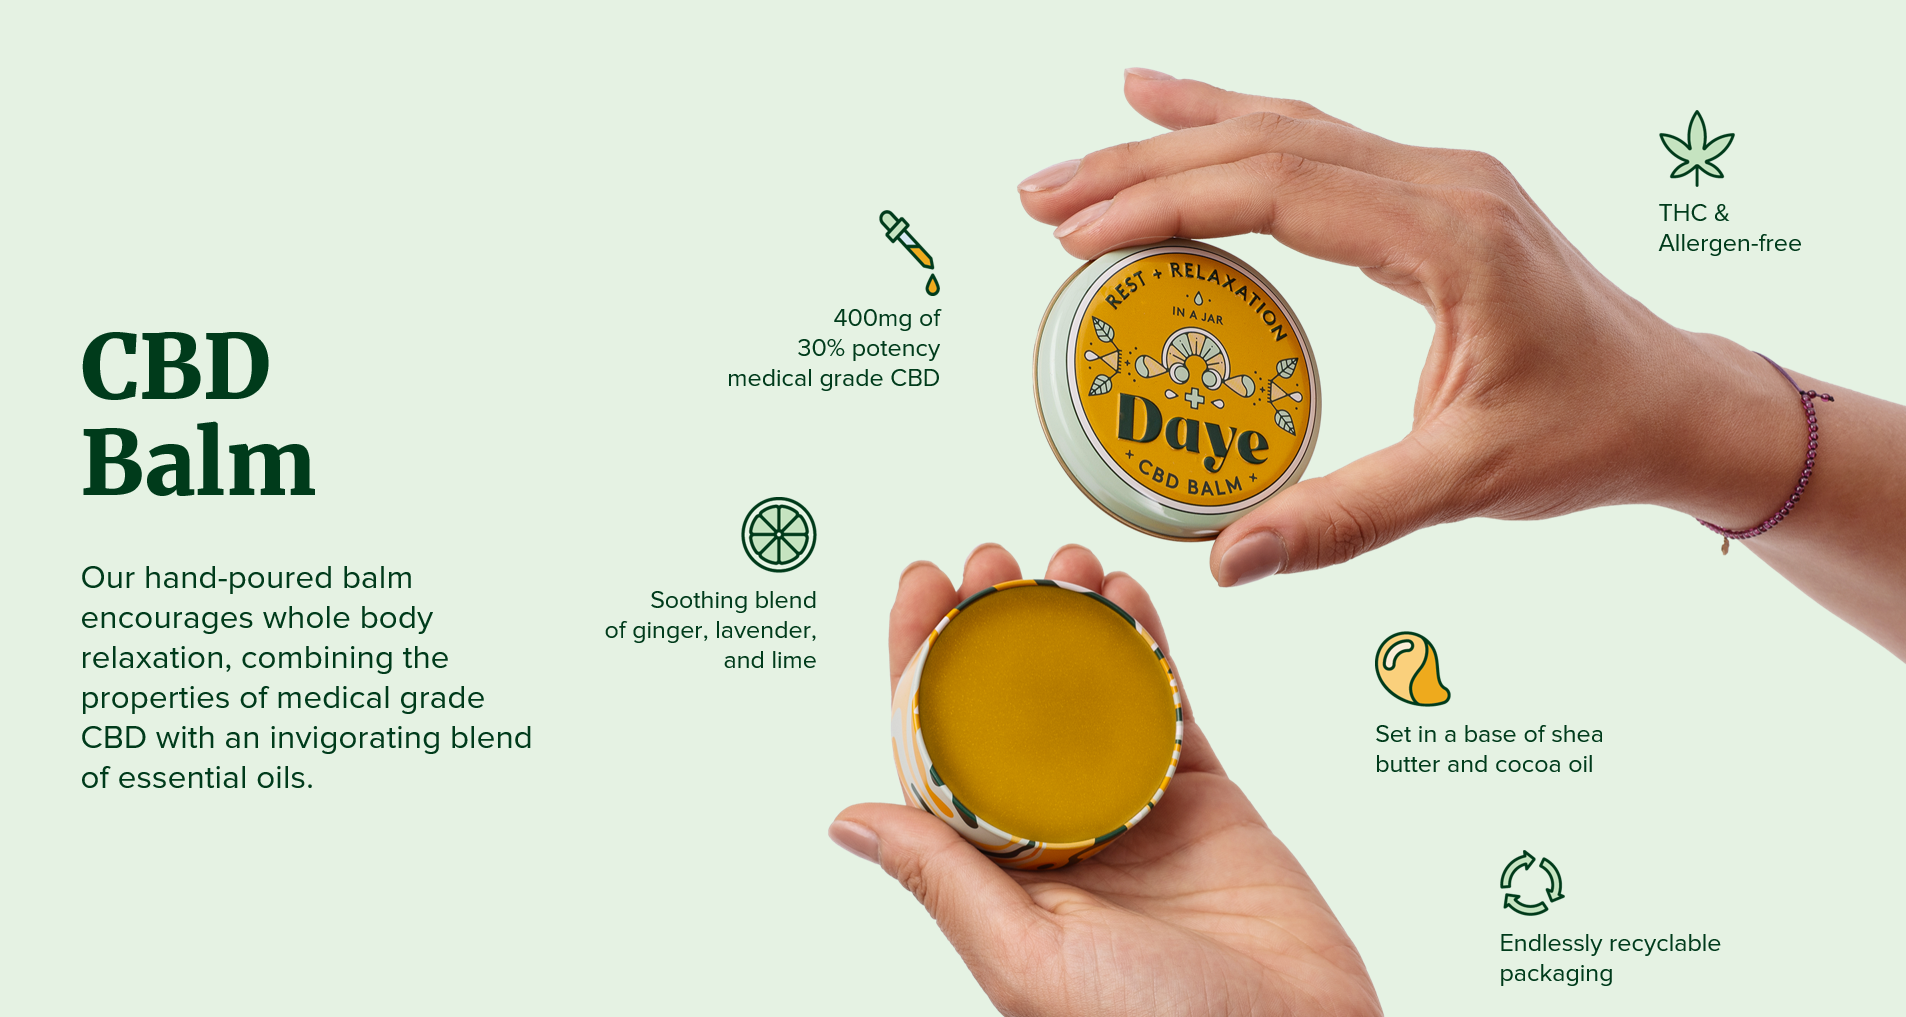 CBD
Balm
Our hand-poured balm
encourages whole body
relaxation, combining the
properties of medical grade
CBD with an invigorating blend
of essential oils.
400mg of
30% potency
medical grade CBD
Soothing blend
of ginger, lavender,
and lime
REST + RELAXATION
IN A JAR
Daye
+ CBD BALM +
THC &
Allergen-free
Set in a base of shea
butter and cocoa oil
Endlessly recyclable
packaging